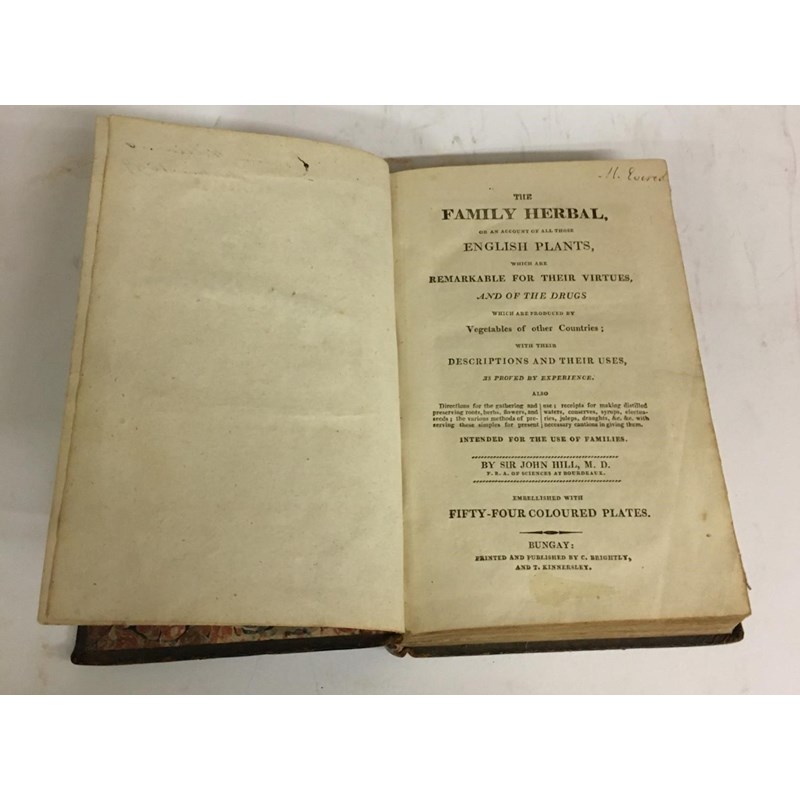 M. Evered
THE
FAMILY HERBAL,
OR AN ACCOUNT OF ALL THOSE
ENGLISH PLANTS,
WHICH ARE
REMARKABLE FOR THEIR VIRTUES,
AND OF THE DRUGS
WHICH ARE PRODUCED BY
Vegetables of other Countries;
WITH THEIR
DESCRIPTIONS AND THEIR USES,
AS PROVED BY EXPERIENCE.
ALSO
Directions for the gathering and
preserving roots, herbs, flowers, and
seeds; the various methods of pre-
serving these simples for present
use; receipts for making distilled
waters, conserves, syrups, electua-
ries, juleps, draughts, &c. &c. with
necessary cautions in giving them.
INTENDED FOR THE USE OF FAMILIES.
BY SIR JOHN HILL, M. D.
F. R. A. OF SCIENCES AT BOURDEAUX.
EMBELLISHED WITH
FIFTY-FOUR COLOURED PLATES.
BUNGAY:
PRINTED AND PUBLISHED BY C. BRIGHTLY,
AND T. KINNERSLEY.